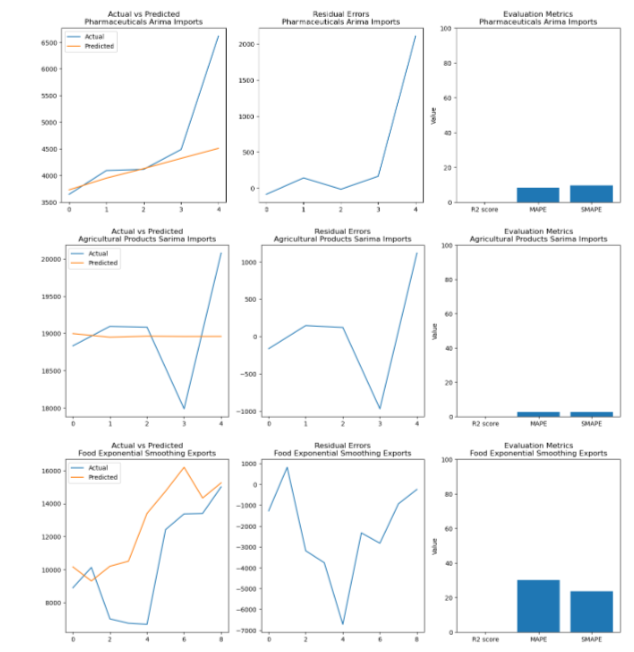 Actual vs Predicted
Pharmaceuticals Arima Imports
Actual
Predicted
6500
6000
5500
5000
4500
4000
3500
0 1 2 3 4
Residual Errors
Pharmaceuticals Arima Imports
2000
1500
1000
500
0
0 1 2 3 4
Evaluation Metrics
Pharmaceuticals Arima Imports
Value
100
80
60
40
20
0
R2 score MAPE SMAPE
Actual vs Predicted
Agricultural Products Sarima Imports
Actual
Predicted
20000
19500
19000
18500
18000
0 1 2 3 4
Residual Errors
Agricultural Products Sarima Imports
1000
500
0
−500
−1000
0 1 2 3 4
Evaluation Metrics
Agricultural Products Sarima Imports
Value
100
80
60
40
20
0
R2 score MAPE SMAPE
Actual vs Predicted
Food Exponential Smoothing Exports
Actual
Predicted
16000
14000
12000
10000
8000
0 2 4 6 8
Residual Errors
Food Exponential Smoothing Exports
1000
0
−1000
−2000
−3000
−4000
−5000
−6000
−7000
0 2 4 6 8
Evaluation Metrics
Food Exponential Smoothing Exports
Value
100
80
60
40
20
0
R2 score MAPE SMAPE